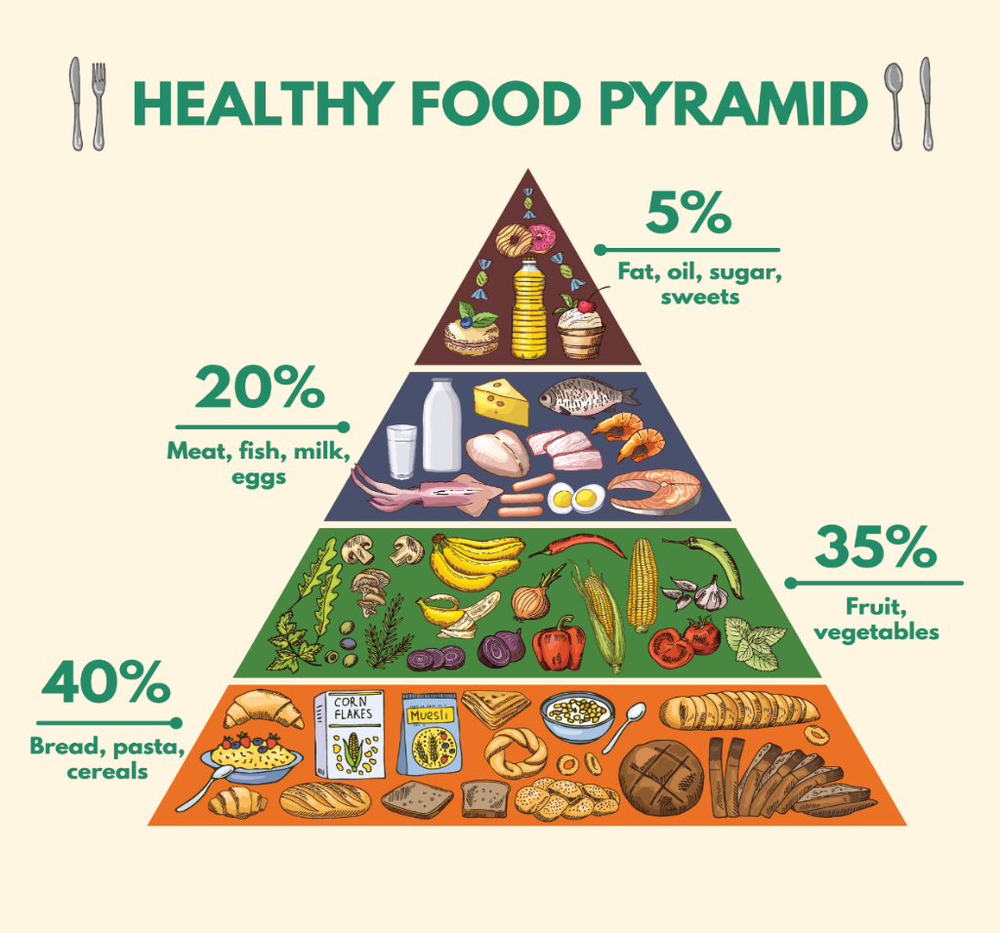 HEALTHY FOOD PYRAMID
5%
Fat, oil, sugar,
sweets
20%
Meat, fish, milk,
eggs
35%
Fruit,
vegetables
40%
Bread, pasta,
cereals
CORN
FLAKES
Muesli